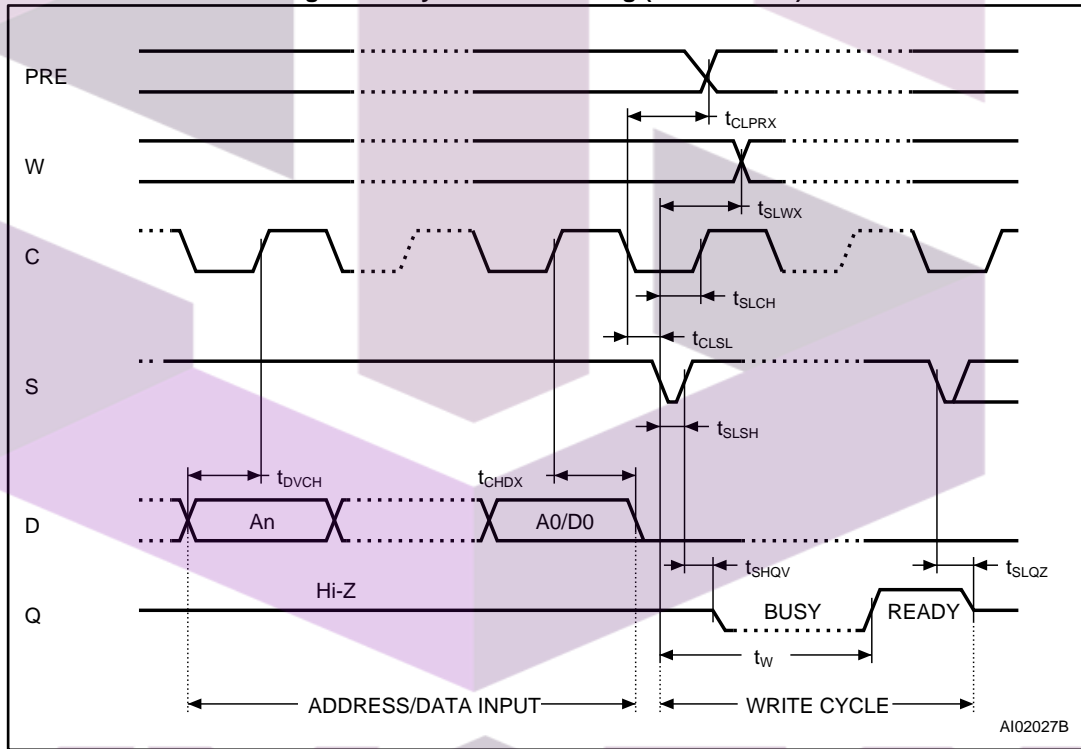 PRE
tCLPRX
W
tSLWX
C
tSLCH
tCLSL
S
tSLSH
tDVCH
tCHDX
D
An
A0/D0
tSHQV
tSLQZ
Hi-Z
Q
BUSY
READY
tW
ADDRESS/DATA INPUT
WRITE CYCLE
AI02027B